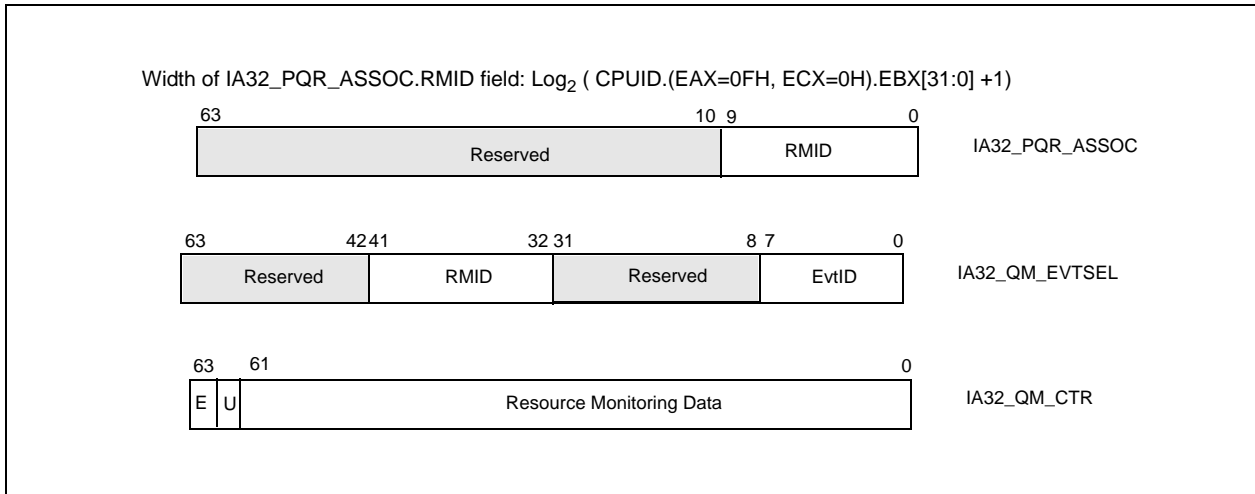 Width of IA32_PQR_ASSOC.RMID field: Log2 ( CPUID.(EAX=0FH, ECX=0H).EBX[31:0] +1)
63 10 9 0
Reserved RMID IA32_PQR_ASSOC
63 42 41 32 31 8 7 0
Reserved RMID Reserved EvtID IA32_QM_EVTSEL
63 61 0
E U Resource Monitoring Data IA32_QM_CTR